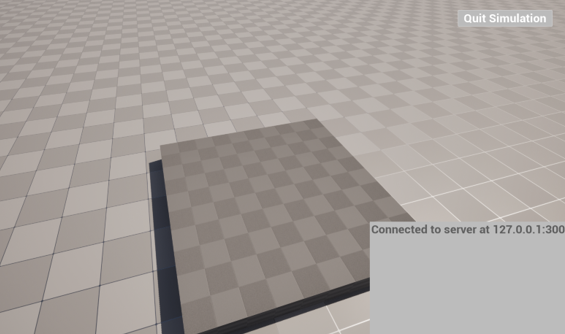 Quit Simulation
Connected to server at 127.0.0.1:300